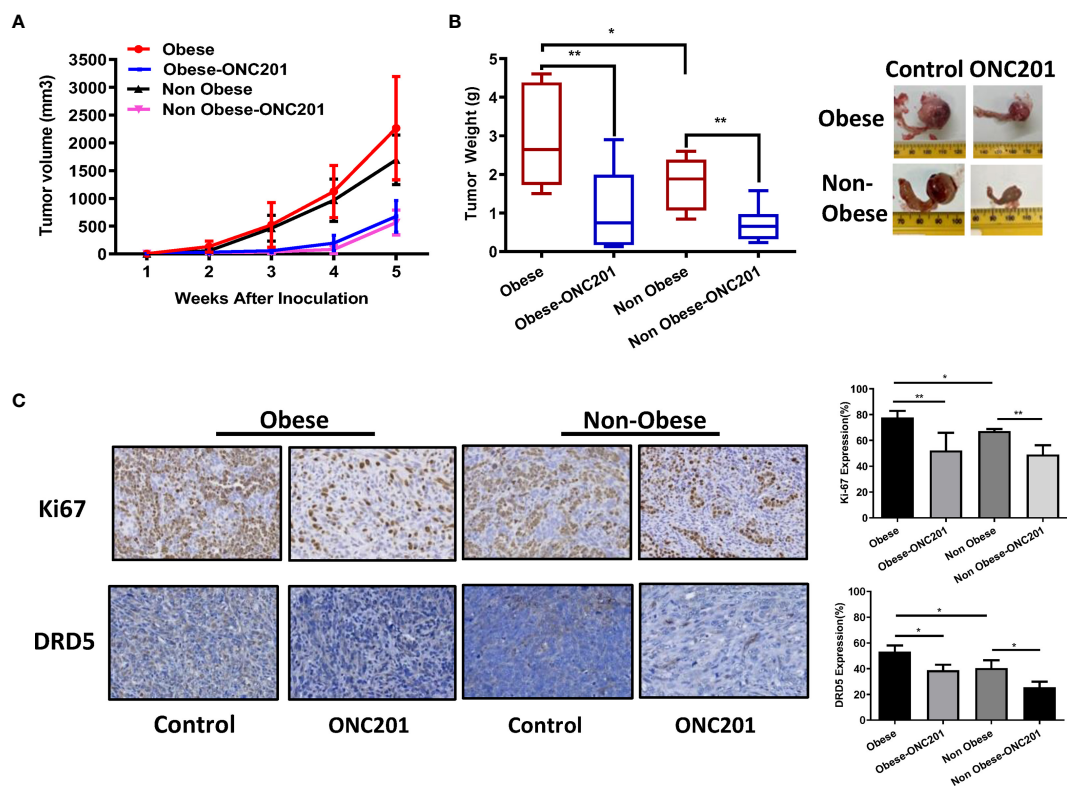 A
Obese
Obese-ONC201
Non Obese
Non Obese-ONC201
Tumor volume (mm3)
3500
3000
2500
2000
1500
1000
500
0
1 2 3 4 5
Weeks After Inoculation
B
Tumor Weight (g)
5
4
3
2
1
0
*
**
**
Obese
Obese-ONC201
Non Obese
Non Obese-ONC201
Control ONC201
Obese
Non-
Obese
C
Obese
Non-Obese
Ki67
DRD5
Control
ONC201
Control
ONC201
Ki-67 Expression(%)
100
80
60
40
20
0
*
**
**
Obese
Obese-ONC201
Non Obese
Non Obese-ONC201
DRD5 Expression(%)
100
80
60
40
20
0
*
*
*
Obese
Obese-ONC201
Non Obese
Non Obese-ONC201